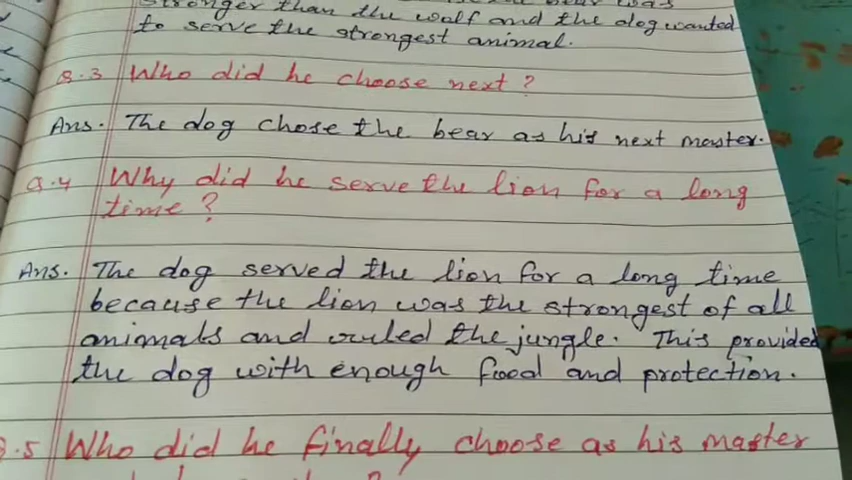 stronger than the wolf and the dog wanted
to serve the strongest animal.
Q.3 Who did he choose next?
Ans. The dog chose the bear as his next master.
Q.4 Why did he serve the lion for a long
time?
Ans. The dog served the lion for a long time
because the lion was the strongest of all
animals and ruled the jungle. This provided
the dog with enough food and protection.
Q.5 Who did he finally choose as his master